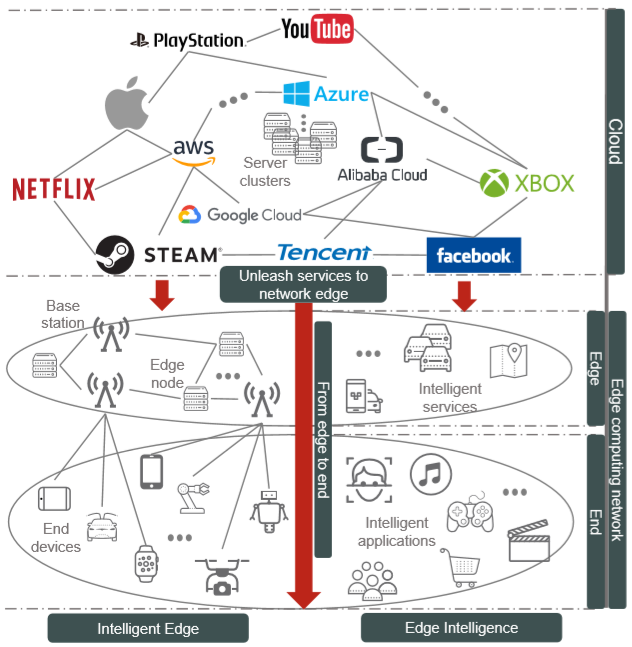 YouTube
PlayStation.
Azure
aws
Server
clusters
Alibaba Cloud
NETFLIX
XBOX
Google Cloud
STEAM®
Tencent
facebook.
Cloud
Unleash services to
network edge
Base
station
Edge
node
Intelligent
services
Edge
From edge to end
Edge computing network
End
devices
Intelligent
applications
End
Intelligent Edge
Edge Intelligence